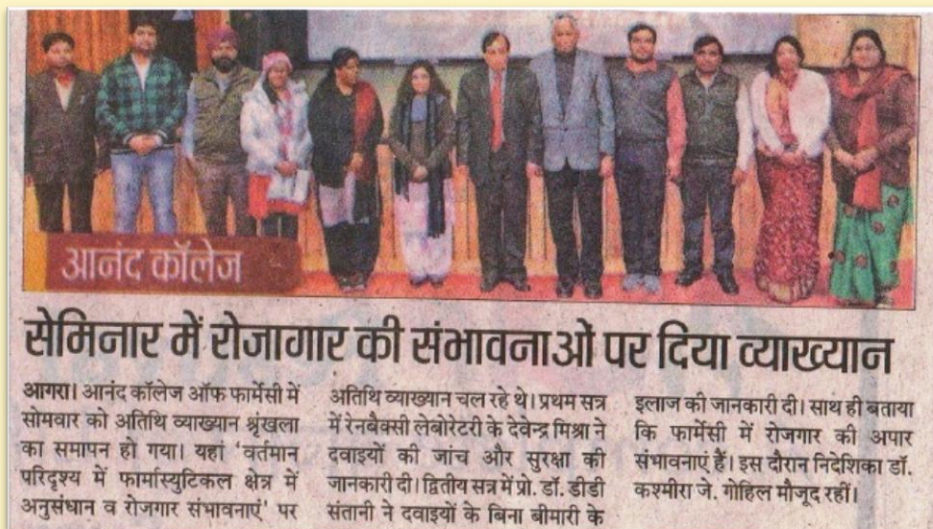 आनंद कॉलेज
सेमिनार में रोजागार की संभावनाओं पर दिया व्याख्यान
आगरा। आनंद कॉलेज ऑफ फार्मेसी में
सोमवार को अतिथि व्याख्यान श्रृंखला
का समापन हो गया। यहां 'वर्तमान
परिदृश्य में फार्मास्युटिकल क्षेत्र में
अनुसंधान व रोजगार संभावनाएं' पर
अतिथि व्याख्यान चल रहे थे। प्रथम सत्र
में रेनबैक्सी लेबोरेटरी के देवेन्द्र मिश्रा ने
दवाइयों की जांच और सुरक्षा की
जानकारी दी। द्वितीय सत्र में प्रो. डॉ. डीडी
संतानी ने दवाइयों के बिना बीमारी के
इलाज की जानकारी दी। साथ ही बताया
कि फार्मेसी में रोजगार की अपार
संभावनाएं हैं। इस दौरान निदेशिका डॉ.
कश्मीरा जे. गोहिल मौजूद रहीं।